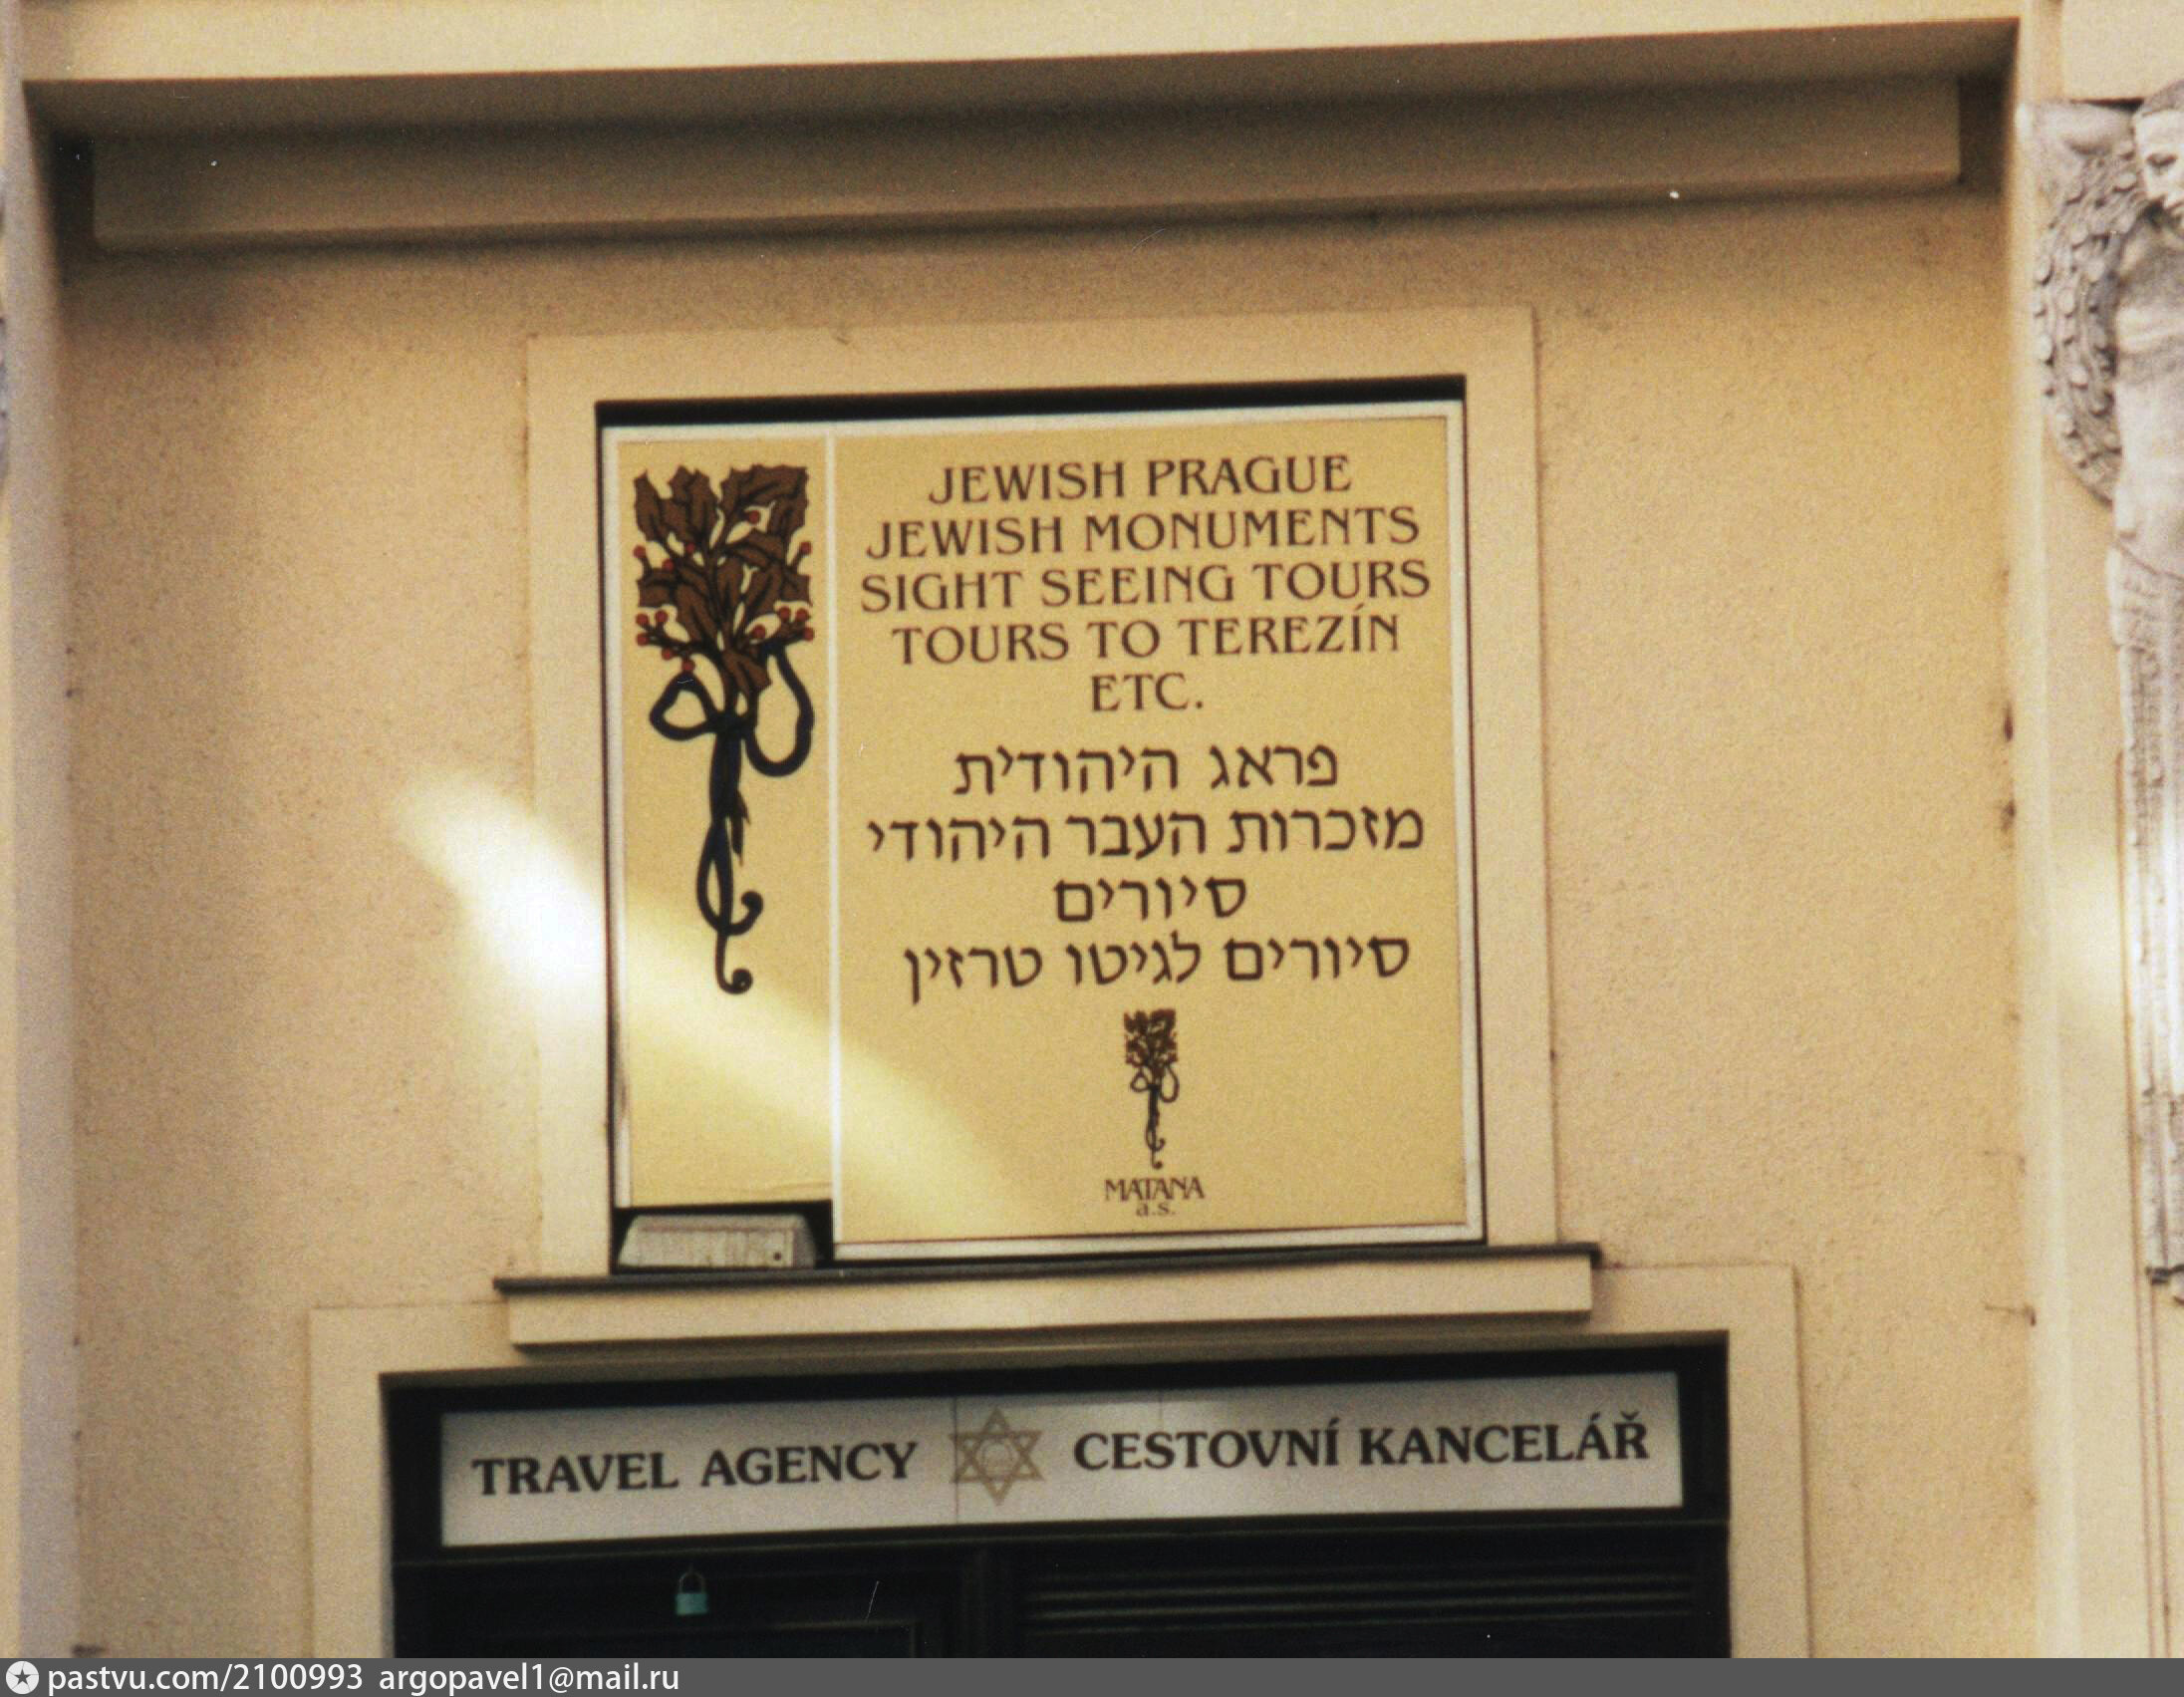 JEWISH PRAGUE
JEWISH MONUMENTS
SIGHT SEEING TOURS
TOURS TO TEREZÍN
ETC.
פראג היהודית
מזכרות העבר היהודי
סיורים
סיורים לגיטו טרזין
MATANA
a.s.
TRAVEL AGENCY CESTOVNÍ KANCELÁŘ
pastvu.com/2100993 argopavel1@mail.ru